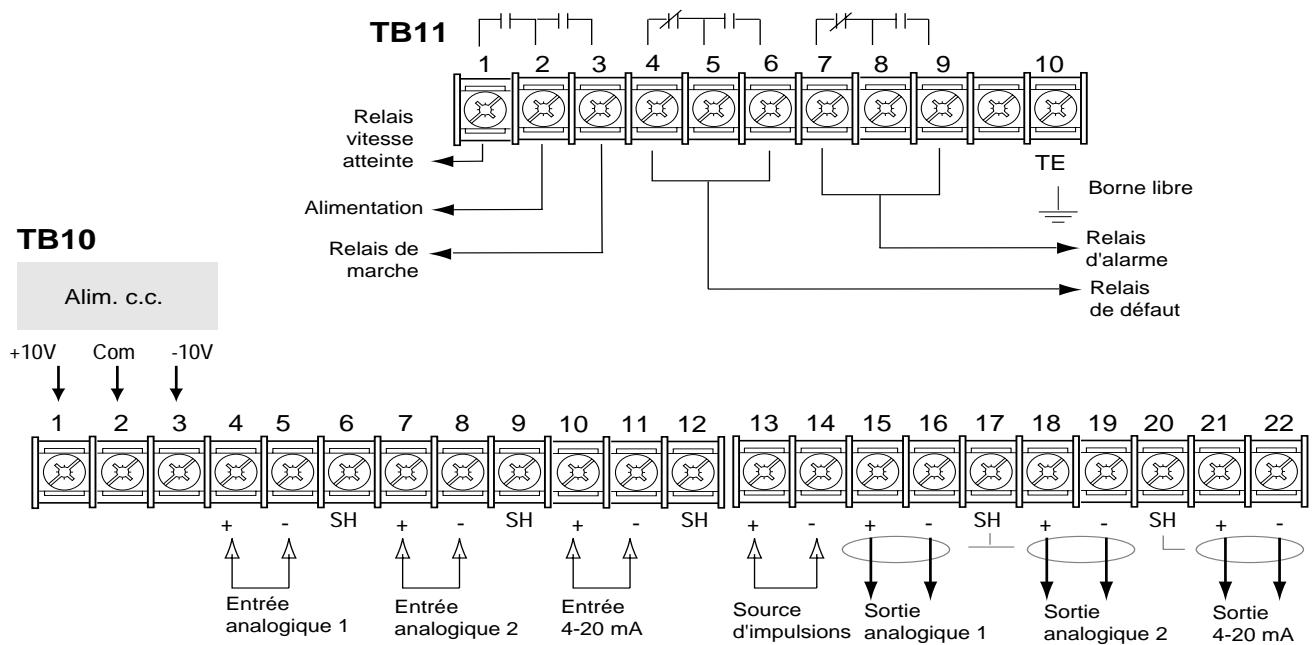 TB11
1 2 3 4 5 6 7 8 9 10
Relais
vitesse
atteinte
TE
Borne libre
Alimentation
Relais de
marche
Relais
d'alarme
Relais
de défaut
TB10
Alim. c.c.
+10V Com -10V
1 2 3 4 5 6 7 8 9 10 11 12 13 14 15 16 17 18 19 20 21 22
+ - SH + - SH + - SH + - + - SH + - SH + -
Entrée
analogique 1
Entrée
analogique 2
Entrée
4-20 mA
Source
d'impulsions
Sortie
analogique 1
Sortie
analogique 2
Sortie
4-20 mA